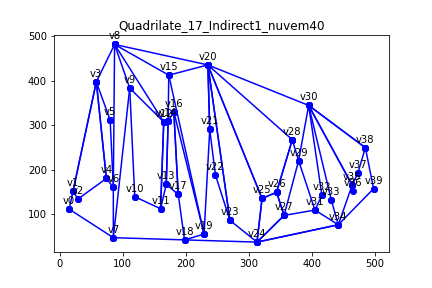 Quadrilate_17_Indirect1_nuvem40
v8
v20
v15
v3
v9
v30
v16
v5
v21
v28
v38
v29
v22
v37
v4
v6
v13
v1
v2
v10
v17
v26
v25
v33
v39
v0
v11
v27
v31
v23
v34
v7
v18
v19
v24
500
400
300
200
100
0
100
200
300
400
500